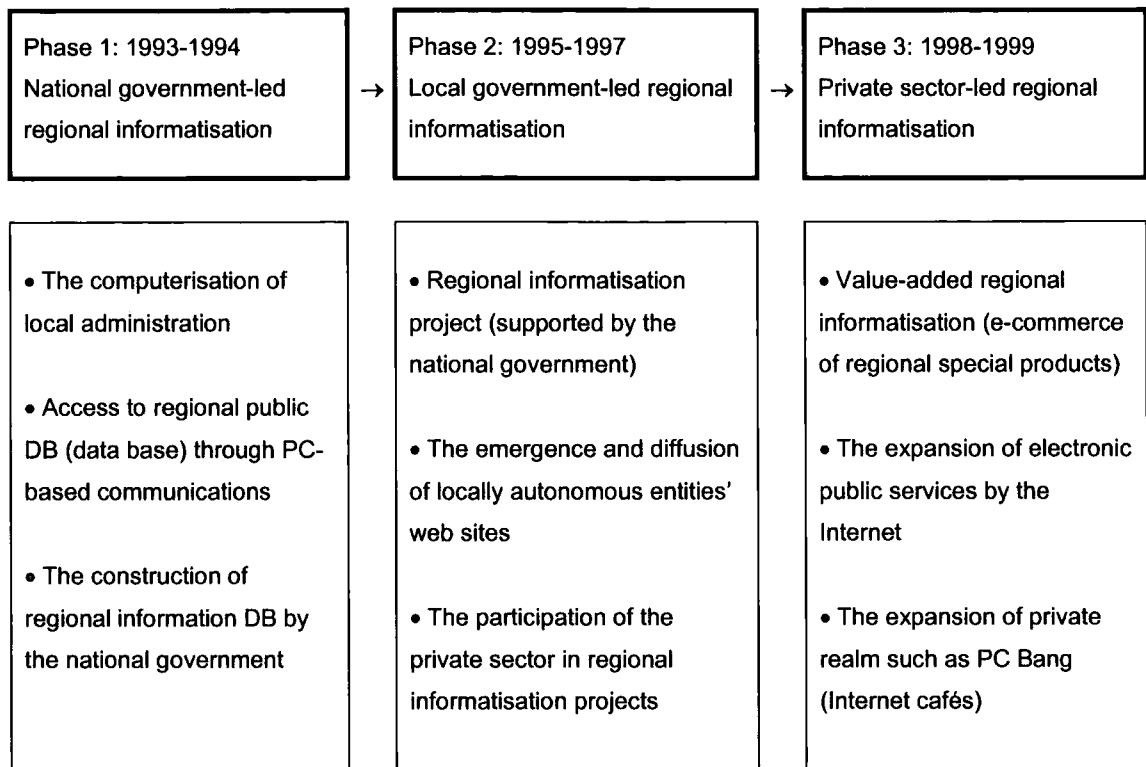 Phase 1: 1993-1994
National government-led
regional informatisation
→
Phase 2: 1995-1997
Local government-led regional
informatisation
→
Phase 3: 1998-1999
Private sector-led regional
informatisation
• The computerisation of
local administration
• Access to regional public
DB (data base) through PC-
based communications
• The construction of
regional information DB by
the national government
• Regional informatisation
project (supported by the
national government)
• The emergence and diffusion
of locally autonomous entities’
web sites
• The participation of the
private sector in regional
informatisation projects
• Value-added regional
informatisation (e-commerce
of regional special products)
• The expansion of electronic
public services by the
Internet
• The expansion of private
realm such as PC Bang
(Internet cafés)